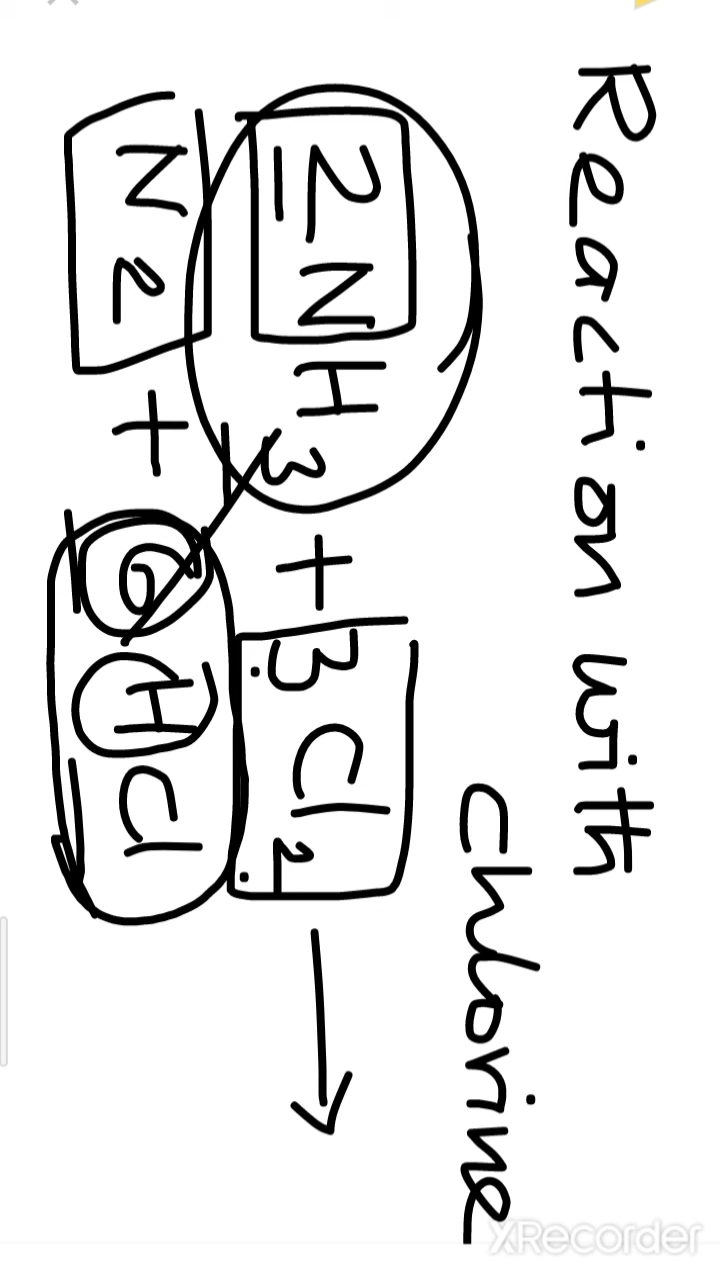 Reaction with
chlorine
2NH3 + 3Cl2 →
N2 + 6HCl
XRecorder